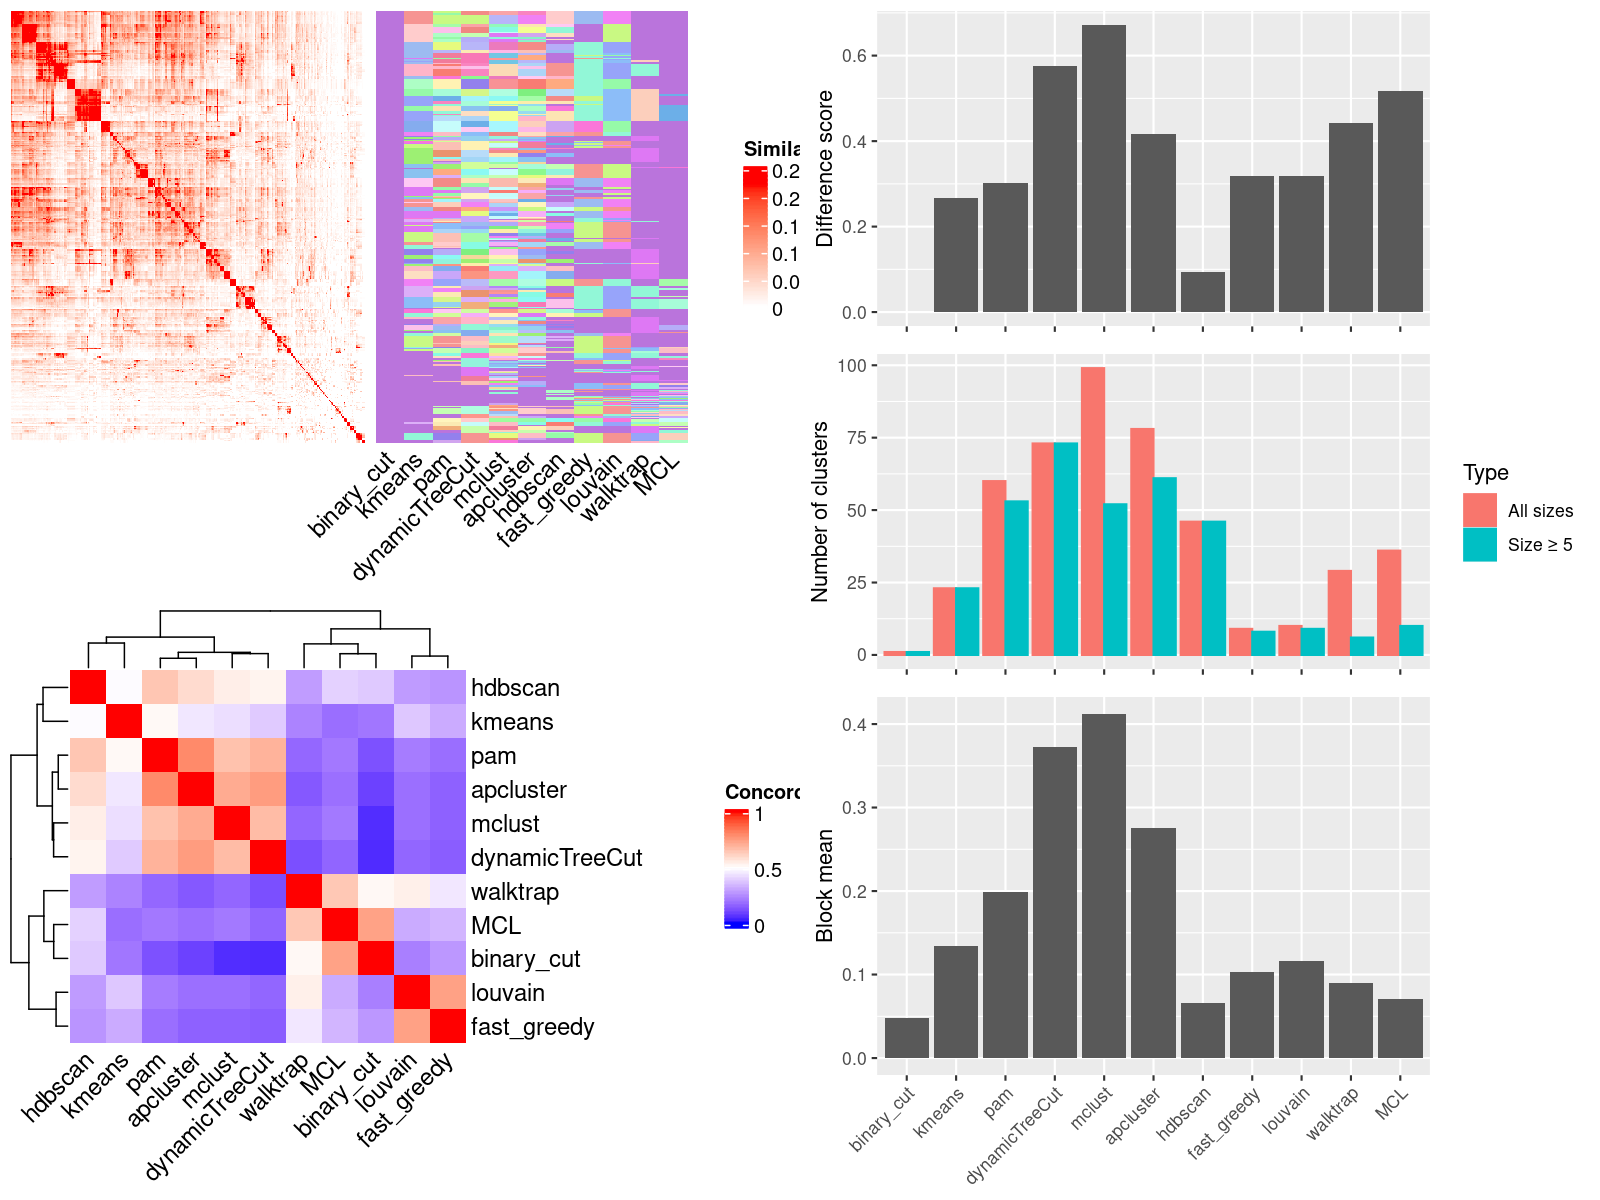 Simila
0.2
0.2
0.1
0.1
0.0
0
binary_cut
kmeans
pam
dynamicTreeCut
mclust
apcluster
hdbscan
fast_greedy
louvain
walktrap
MCL
Concord
1
0.5
0
hdbscan
kmeans
pam
apcluster
mclust
dynamicTreeCut
walktrap
MCL
binary_cut
louvain
fast_greedy
hdbscan
kmeans
pam
apcluster
mclust
dynamicTreeCut
walktrap
MCL
binary_cut
louvain
fast_greedy
Difference score
0.6
0.4
0.2
0.0
Number of clusters
100
75
50
25
0
Type
All sizes
Size ≥ 5
Block mean
0.4
0.3
0.2
0.1
0.0
binary_cut
kmeans
pam
dynamicTreeCut
mclust
apcluster
hdbscan
fast_greedy
louvain
walktrap
MCL